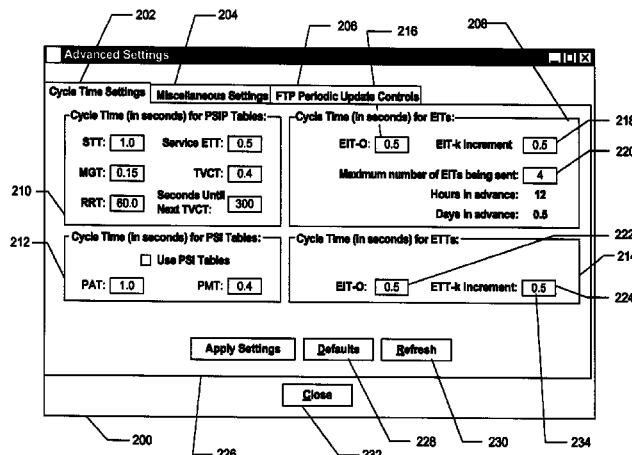 202
204
206
216
208
Advanced Settings
Cycle Time Settings
Miscellaneous Settings
FTP Periodic Update Controls
Cycle Time (in seconds) for PSIP Tables:
STT: 1.0 Service ETT: 0.5
MGT: 0.15 TVCT: 0.4
RRT: 60.0 Seconds Until Next TVCT: 300
Cycle Time (in seconds) for EITs:
EIT-O: 0.5 EIT-k increment 0.5
Maximum number of EITs being sent: 4
Hours in advance: 12
Days in advance: 0.5
218
220
210
212
Cycle Time (in seconds) for PSI Tables:
Use PSI Tables
PAT: 1.0 PMT: 0.4
Cycle Time (in seconds) for ETTs:
EIT-O: 0.5 ETT-k increment: 0.5
222
214
224
Apply Settings Defaults Refresh
Close
200
226
232
228
230
234